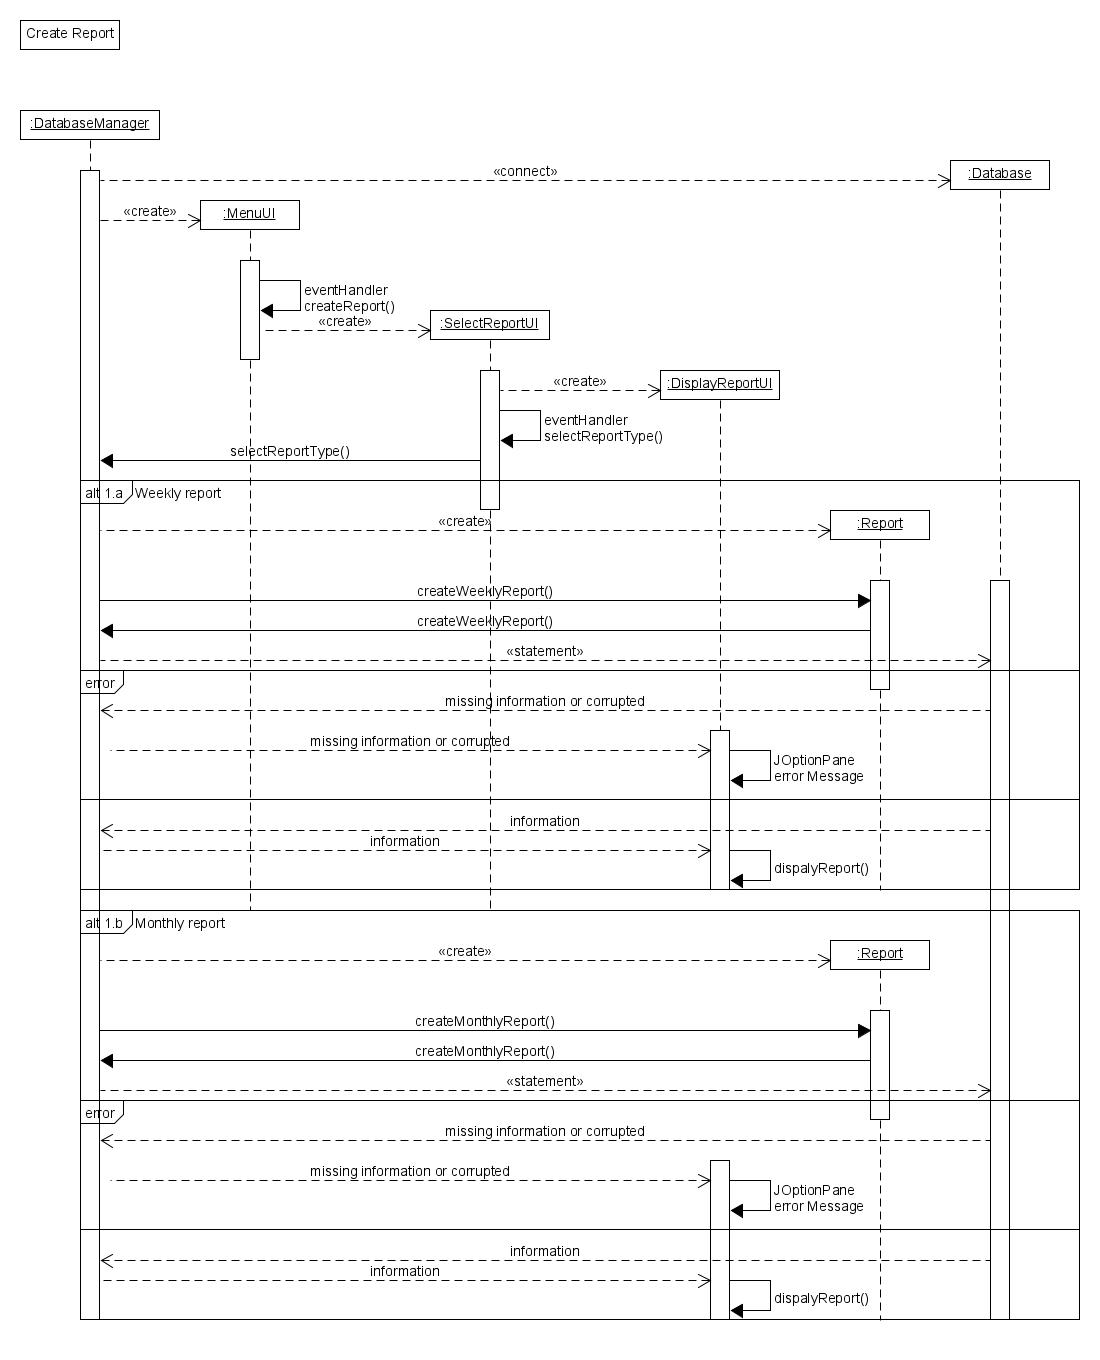 Create Report
:DatabaseManager
«connect»
:Database
«create»
:MenuUI
eventHandler
createReport()
«create»
:SelectReportUI
«create»
:DisplayReportUI
eventHandler
selectReportType()
selectReportType()
alt 1.a
Weekly report
«create»
:Report
createWeeklyReport()
createWeeklyReport()
«statement»
error
missing information or corrupted
missing information or corrupted
JOptionPane
error Message
information
information
dispalyReport()
alt 1.b
Monthly report
«create»
:Report
createMonthlyReport()
createMonthlyReport()
«statement»
error
missing information or corrupted
missing information or corrupted
JOptionPane
error Message
information
information
dispalyReport()